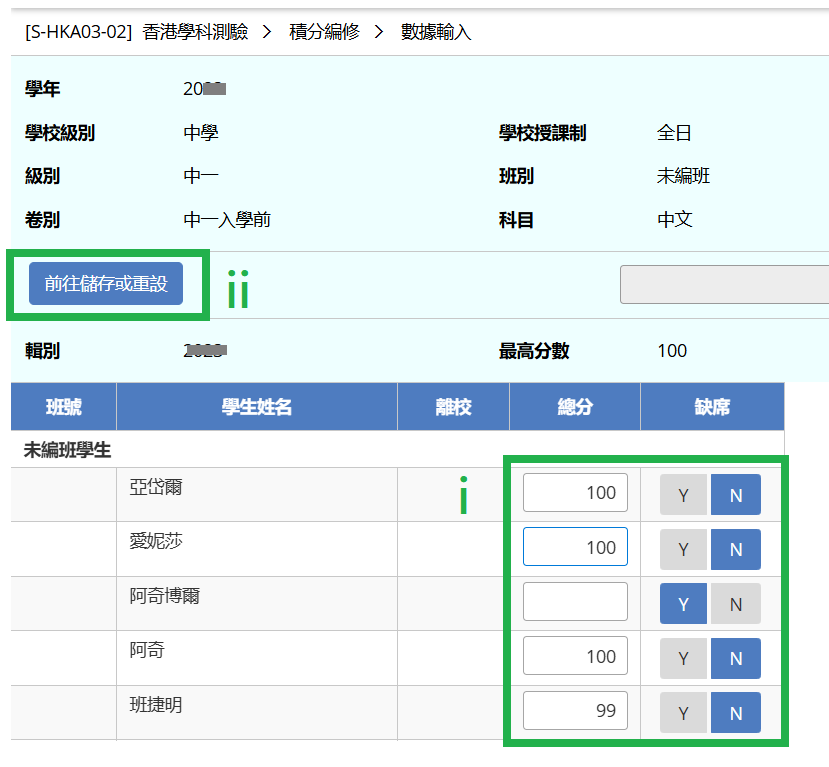 [S-HKA03-02] 香港學科測驗 > 積分編修 > 數據輸入
學年 20
學校級別 中學 學校授課制 全日
級別 中一 班別 未編班
卷別 中一入學前 科目 中文
前往儲存或重設 ii
輯別 最高分數 100
班號 學生姓名 離校 總分 缺席
未編班學生
亞岱爾 i 100 Y N
愛妮莎 100 Y N
阿奇博爾 Y N
阿奇 100 Y N
班捷明 99 Y N